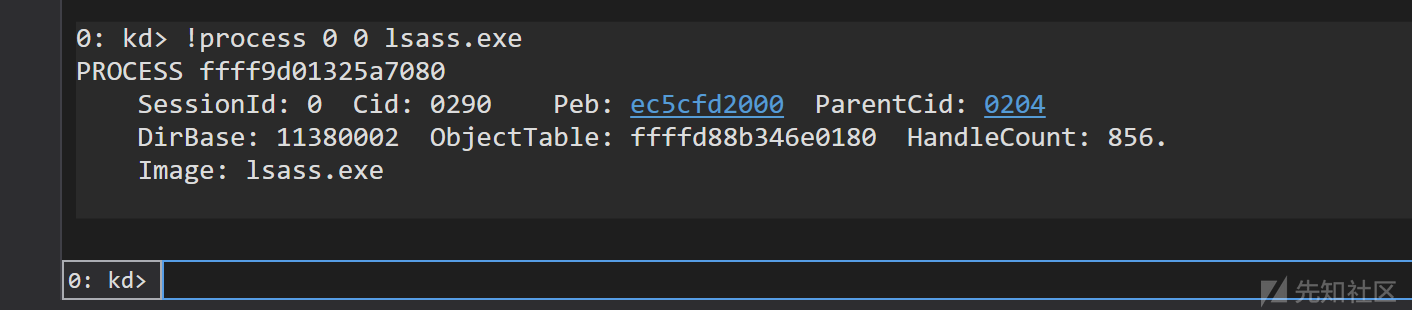 0: kd> !process 0 0 lsass.exe
PROCESS ffff9d01325a7080
    SessionId: 0  Cid: 0290    Peb: ec5cfd2000  ParentCid: 0204
    DirBase: 11380002  ObjectTable: ffffd88b346e0180  HandleCount: 856.
    Image: lsass.exe
0: kd>
先知社区